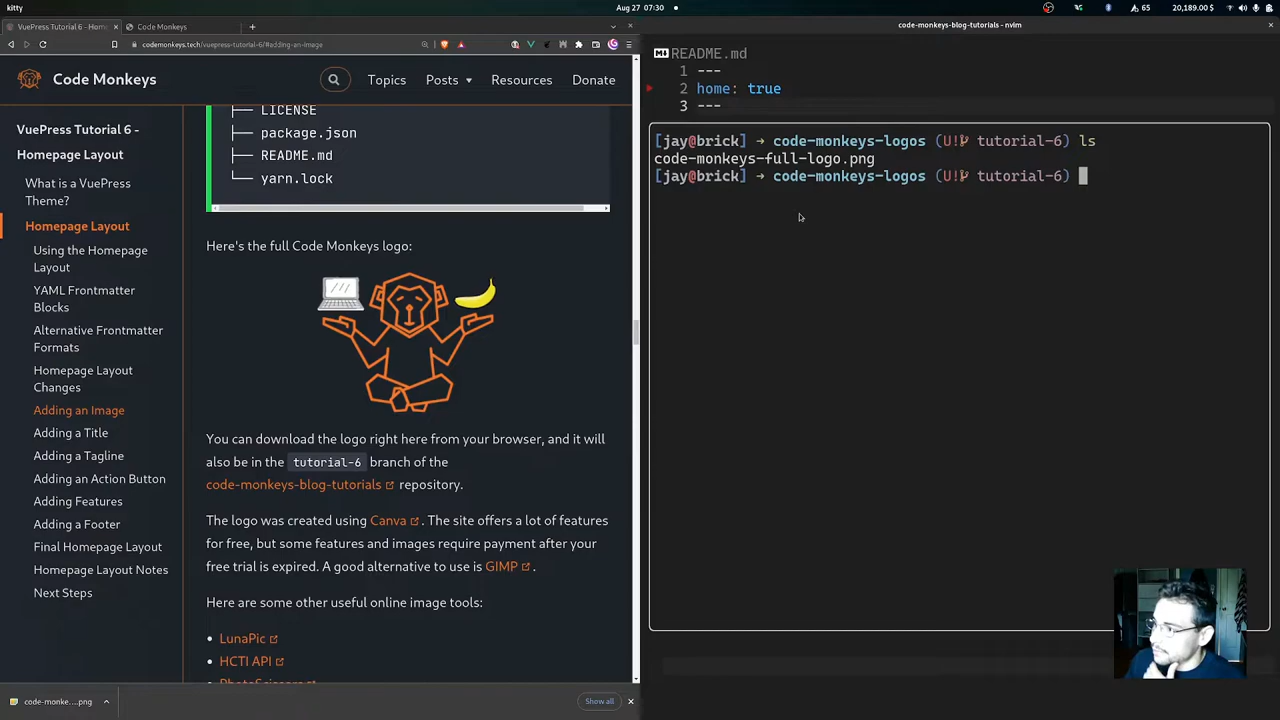 kitty
Aug 27 07:30
65
20,189.00 $
VuePress Tutorial 6 - Home
Code Monkeys
code-monkeys-blog-tutorials - nvim
codemonkeys.tech/vuepress-tutorial-6/#adding-an-image
Code Monkeys
Topics
Posts
Resources
Donate
VuePress Tutorial 6 -
Homepage Layout
What is a VuePress
Theme?
Homepage Layout
Using the Homepage
Layout
YAML Frontmatter
Blocks
Alternative Frontmatter
Formats
Homepage Layout
Changes
Adding an Image
Adding a Title
Adding a Tagline
Adding an Action Button
Adding Features
Adding a Footer
Final Homepage Layout
Homepage Layout Notes
Next Steps
├── LICENSE
├── package.json
├── README.md
└── yarn.lock
Here's the full Code Monkeys logo:
You can download the logo right here from your browser, and it will
also be in the tutorial-6 branch of the
code-monkeys-blog-tutorials repository.
The logo was created using Canva . The site offers a lot of features
for free, but some features and images require payment after your
free trial is expired. A good alternative to use is GIMP .
Here are some other useful online image tools:
• LunaPic
• HCTI API
• PhotoScissors
code-monke....png
Show all
README.md
1 ---
2 home: true
3 ---
[jay@brick] → code-monkeys-logos (U! tutorial-6) ls
code-monkeys-full-logo.png
[jay@brick] → code-monkeys-logos (U! tutorial-6)